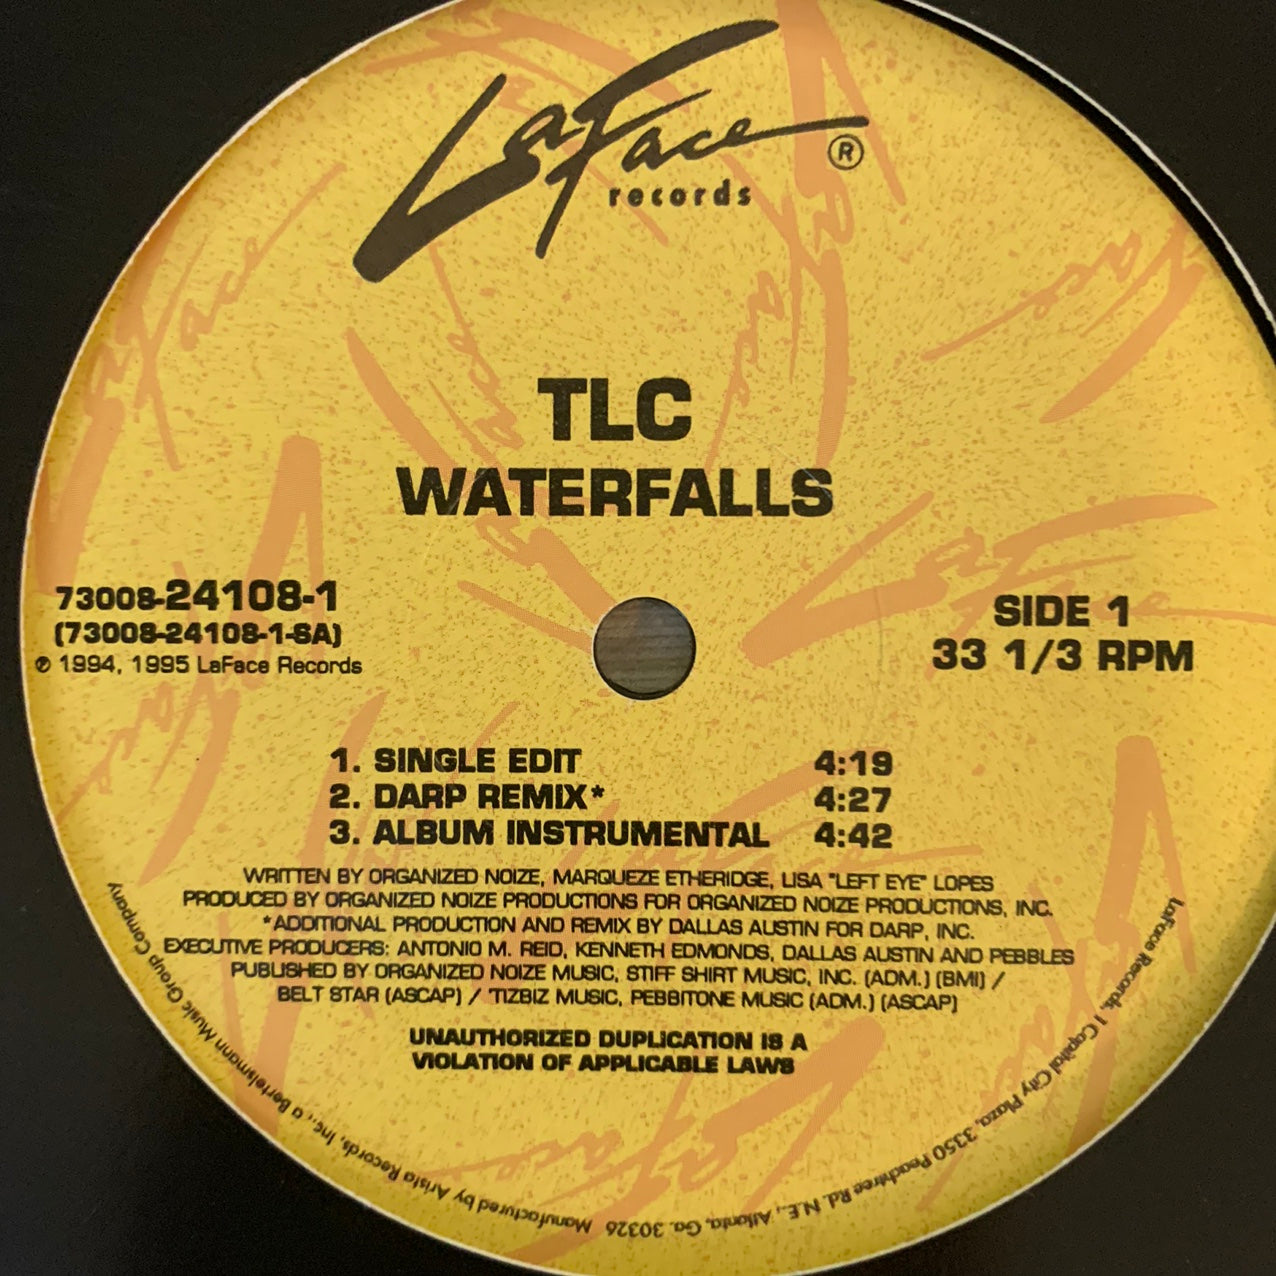 LaFace ®
records
TLC
WATERFALLS
73008-24108-1
(73008-24108-1-SA)
℗ 1994, 1995 LaFace Records
SIDE 1
33 1/3 RPM
1. SINGLE EDIT 4:19
2. DARP REMIX* 4:27
3. ALBUM INSTRUMENTAL 4:42
WRITTEN BY ORGANIZED NOIZE, MARQUEZE ETHERIDGE, LISA "LEFT EYE" LOPES
PRODUCED BY ORGANIZED NOIZE PRODUCTIONS FOR ORGANIZED NOIZE PRODUCTIONS, INC.
*ADDITIONAL PRODUCTION AND REMIX BY DALLAS AUSTIN FOR DARP, INC.
EXECUTIVE PRODUCERS: ANTONIO M. REID, KENNETH EDMONDS, DALLAS AUSTIN AND PEBBLES
PUBLISHED BY ORGANIZED NOIZE MUSIC, STIFF SHIRT MUSIC, INC. (ADM.) (BMI) /
BELT STAR (ASCAP) / 'TIZBIZ MUSIC, PEBBITONE MUSIC (ADM.) (ASCAP)
UNAUTHORIZED DUPLICATION IS A
VIOLATION OF APPLICABLE LAWS
LaFace Records, 1 Capital City Plaza, 3350 Peachtree Rd. N.E., Atlanta, Ga. 30326 Manufactured by Arista Records, Inc., a Bertelsmann Music Group Company